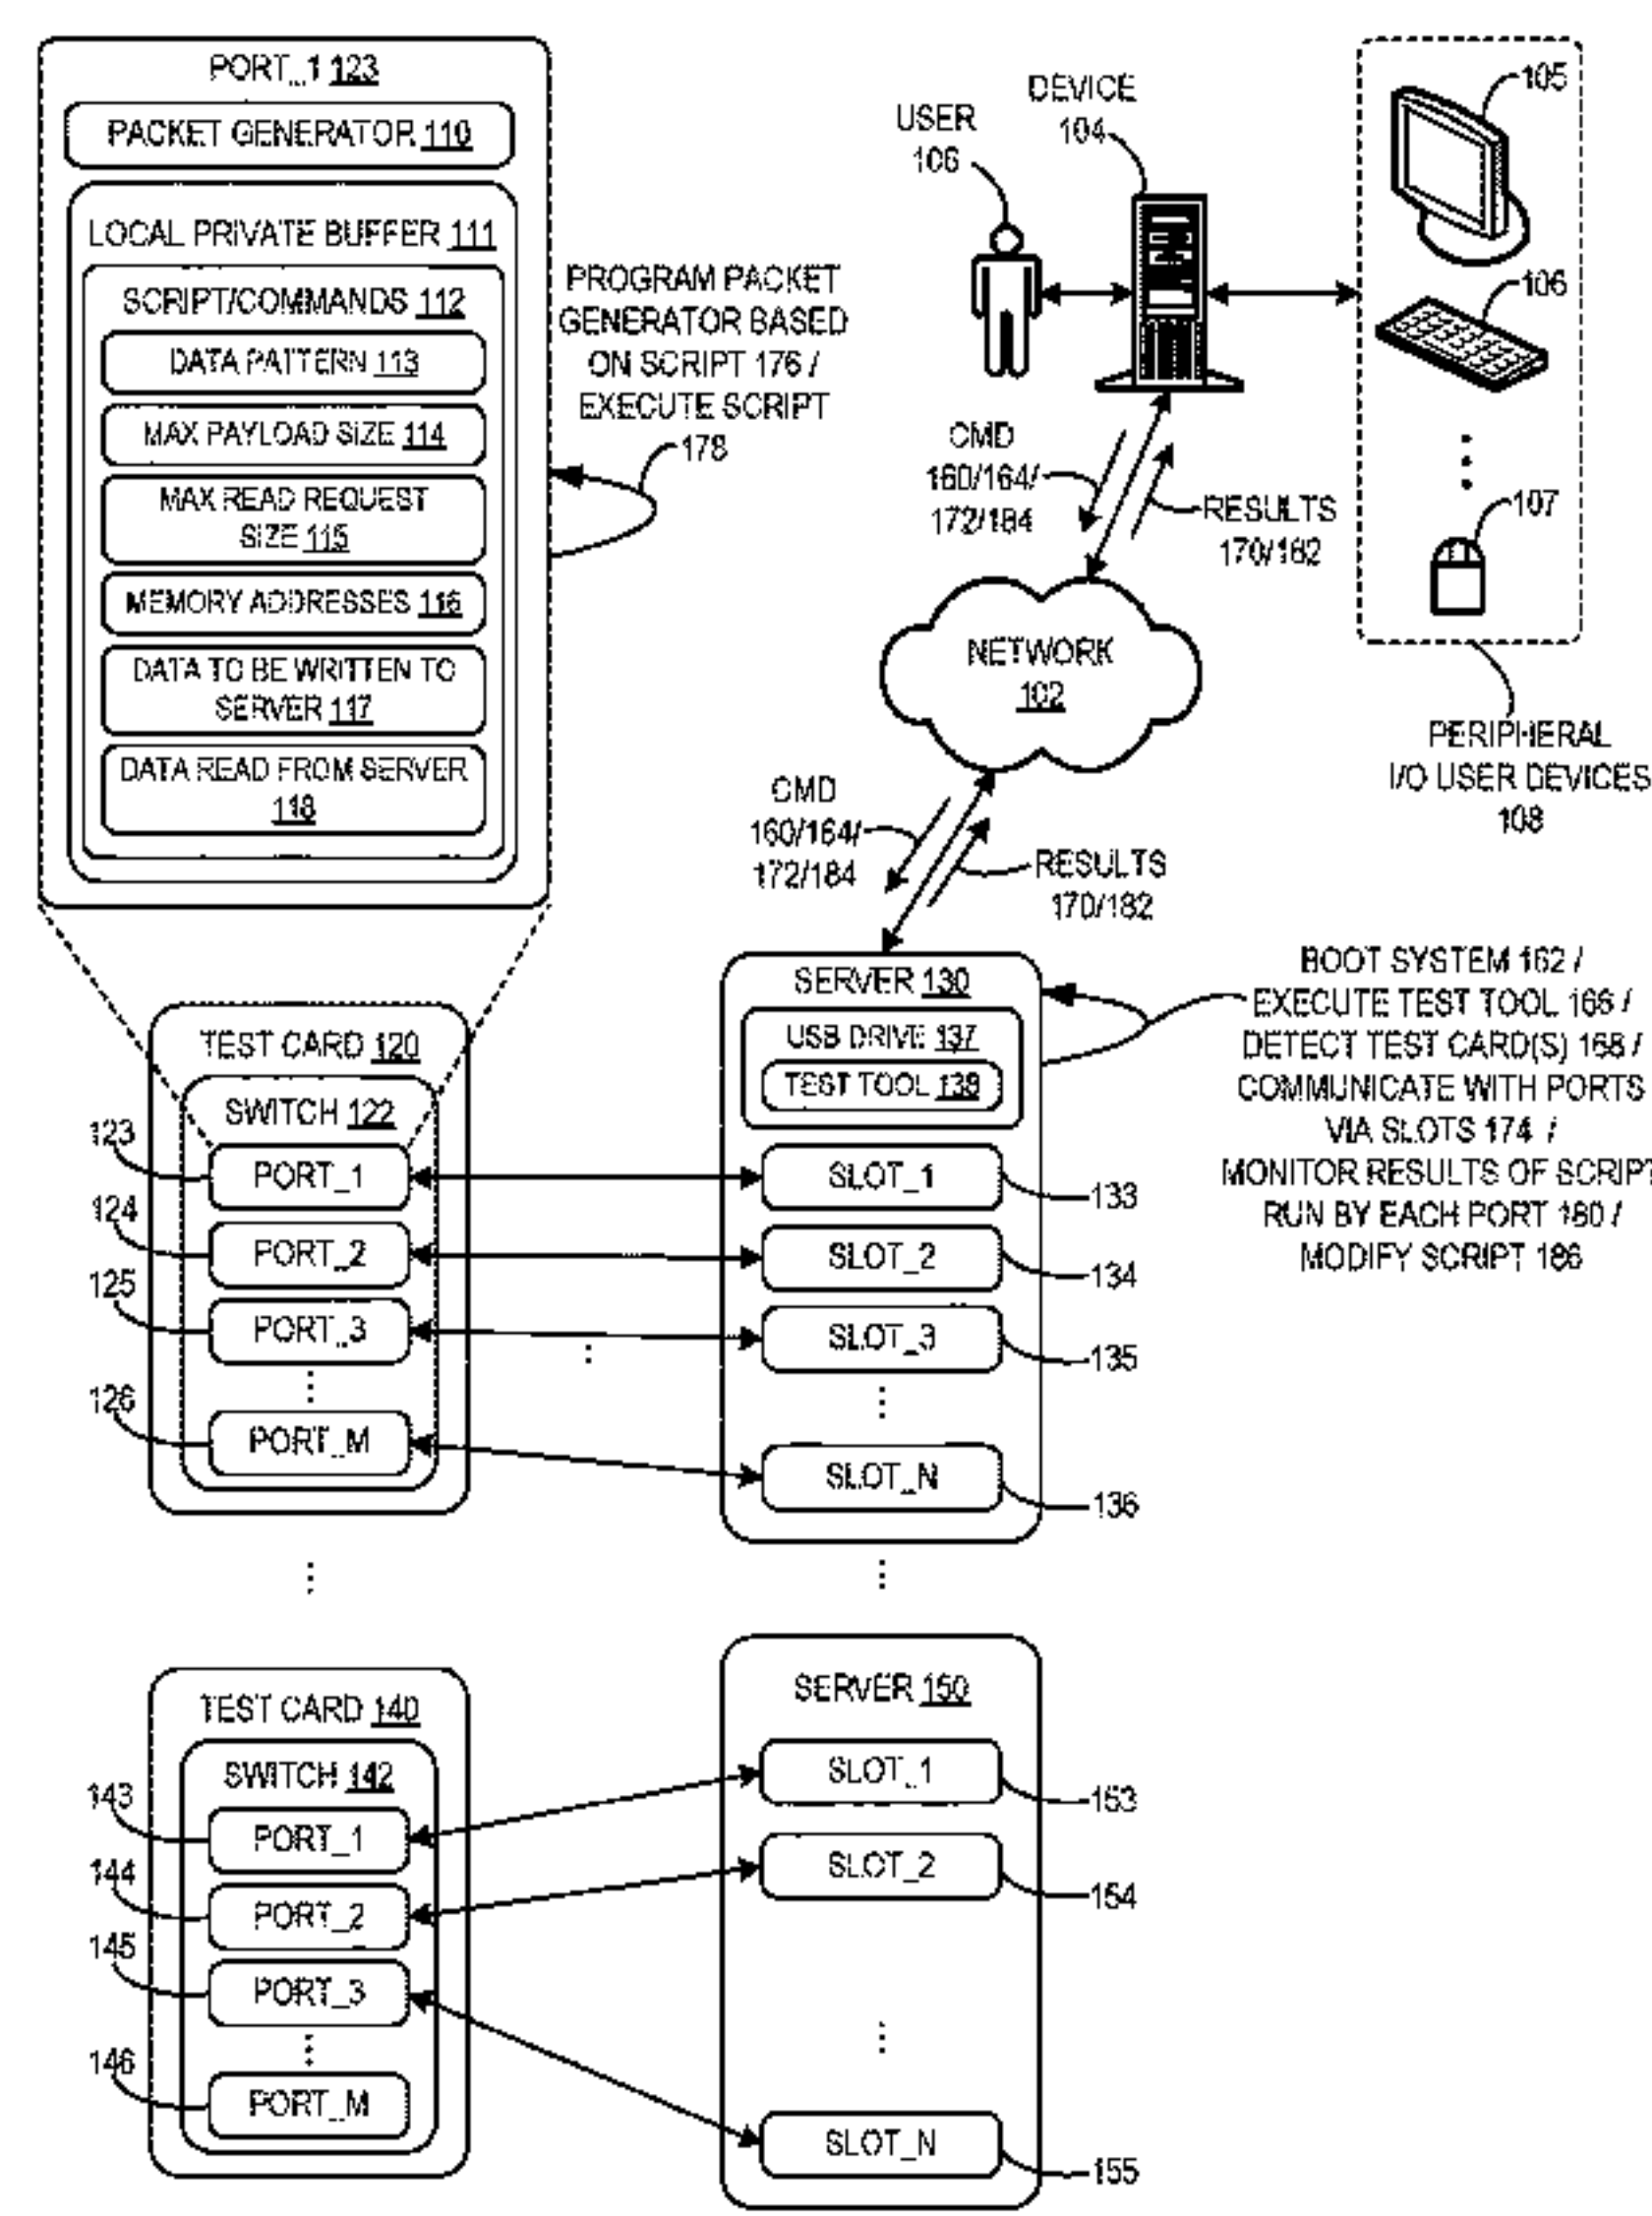 PORT_1 123
PACKET GENERATOR 110
LOCAL PRIVATE BUFFER 111
SCRIPT/COMMANDS 112
DATA PATTERN 113
MAX PAYLOAD SIZE 114
MAX READ REQUEST
SIZE 115
MEMORY ADDRESSES 116
DATA TO BE WRITTEN TO
SERVER 117
DATA READ FROM SERVER
118
PROGRAM PACKET
GENERATOR BASED
ON SCRIPT 176 /
EXECUTE SCRIPT
178
USER
106
DEVICE
104
105
106
107
PERIPHERAL
I/O USER DEVICES
108
CMD
160/164/
172/184
RESULTS
170/182
NETWORK
102
CMD
160/164/
172/184
RESULTS
170/182
TEST CARD 120
SWITCH 122
123
PORT_1
124
PORT_2
125
PORT_3
126
PORT_M
SERVER 130
USB DRIVE 137
TEST TOOL 138
SLOT_1
133
SLOT_2
134
SLOT_3
135
SLOT_N
136
BOOT SYSTEM 162 /
EXECUTE TEST TOOL 166 /
DETECT TEST CARD(S) 168 /
COMMUNICATE WITH PORTS
VIA SLOTS 174 /
MONITOR RESULTS OF SCRIPT
RUN BY EACH PORT 180 /
MODIFY SCRIPT 186
TEST CARD 140
SWITCH 142
143
PORT_1
144
PORT_2
145
PORT_3
146
PORT_M
SERVER 150
SLOT_1
153
SLOT_2
154
SLOT_N
155